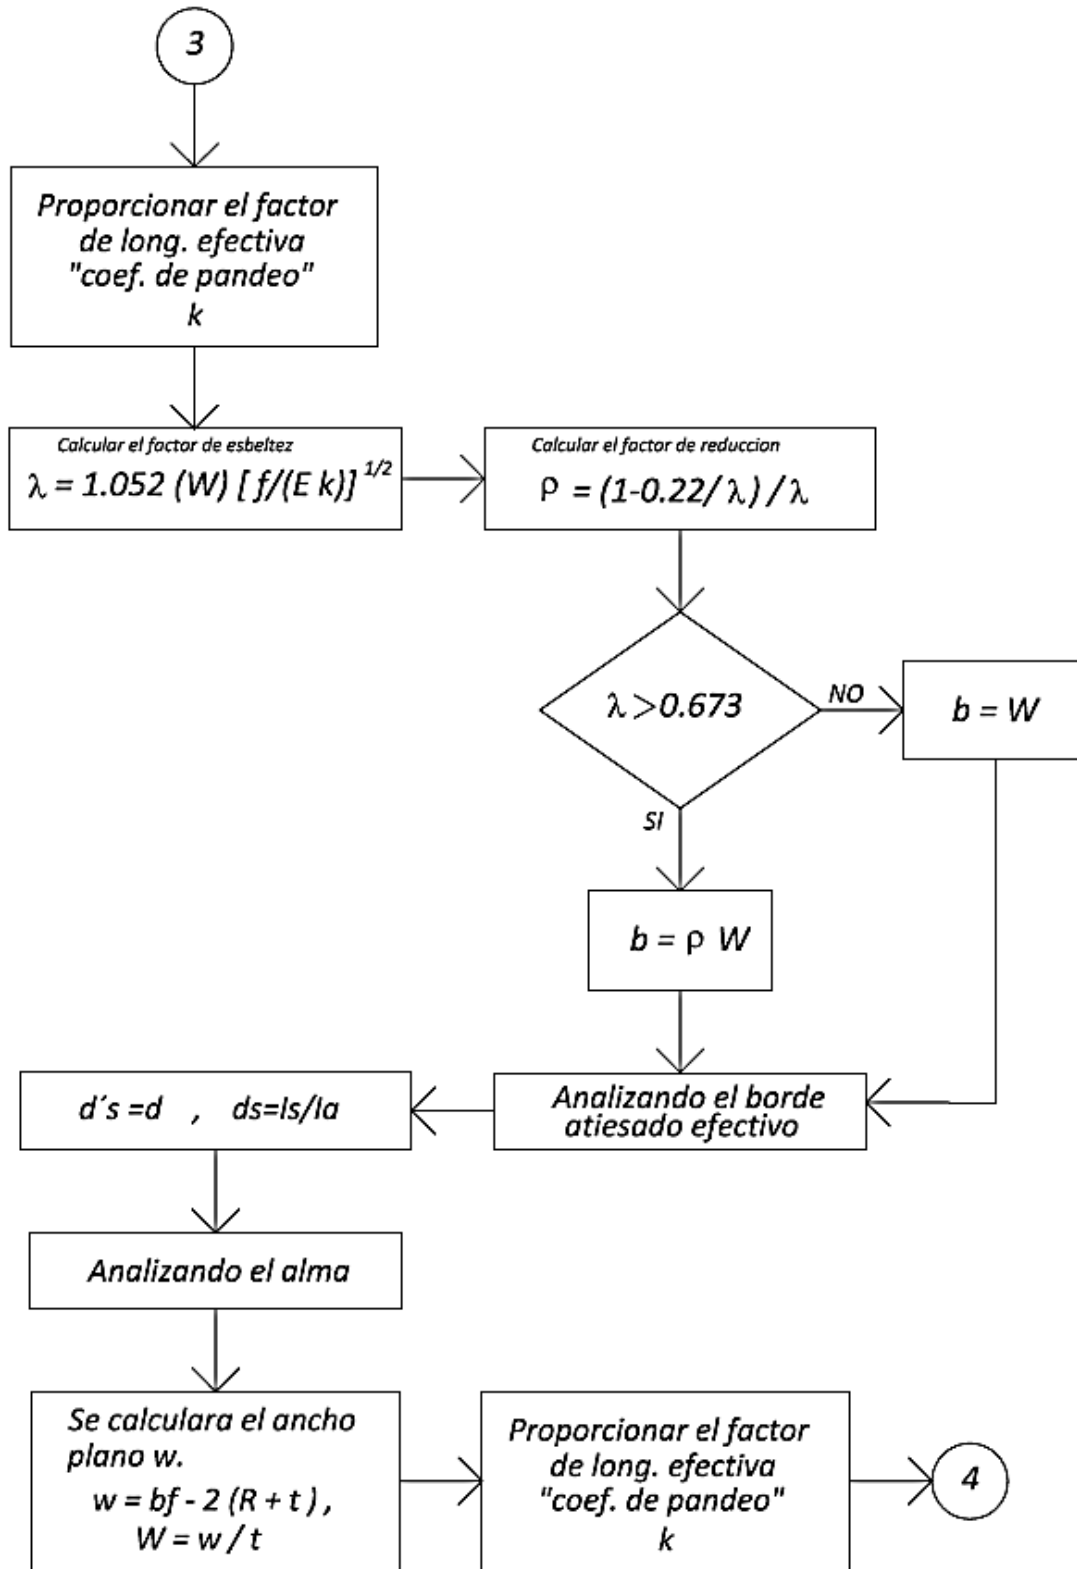 3
Proporcionar el factor
de long. efectiva
"coef. de pandeo"
k
Calcular el factor de esbeltez
λ = 1.052 (W) [ f/(E k)] 1/2
Calcular el factor de reduccion
ρ = (1-0.22/ λ) / λ
λ >0.673
NO
b = W
SI
b = ρ W
Analizando el borde
atiesado efectivo
d´s =d , ds=Is/Ia
Analizando el alma
Se calculara el ancho
plano w.
w = bf - 2 (R + t ) ,
W = w / t
Proporcionar el factor
de long. efectiva
"coef. de pandeo"
k
4